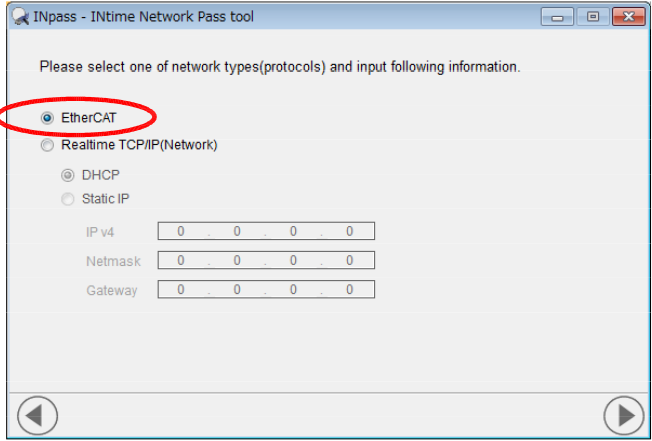 INpass - INtime Network Pass tool
Please select one of network types(protocols) and input following information.
EtherCAT
Realtime TCP/IP(Network)
DHCP
Static IP
IP v4 0 . 0 . 0 . 0
Netmask 0 . 0 . 0 . 0
Gateway 0 . 0 . 0 . 0